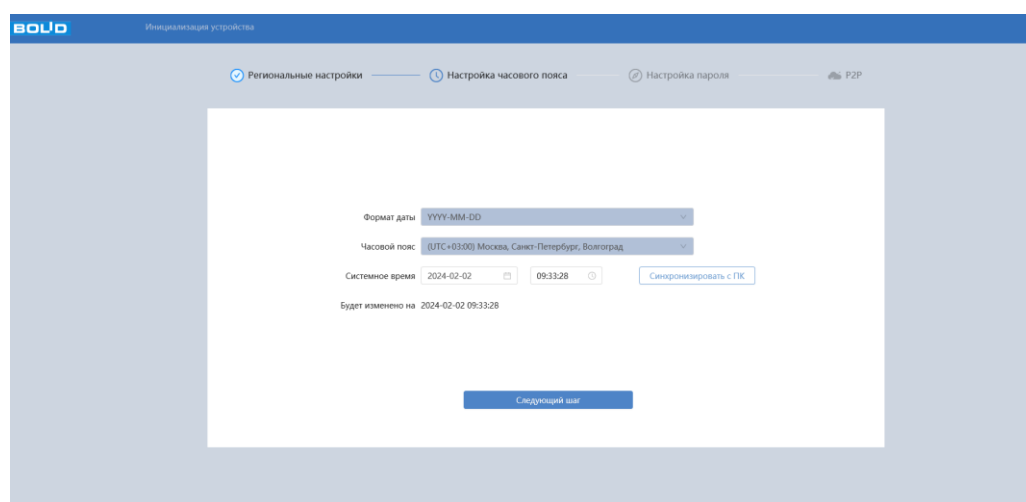 BOLID Инициализация устройства
Региональные настройки Настройка часового пояса Настройка пароля P2P
Формат даты YYYY-MM-DD
Часовой пояс (UTC+03:00) Москва, Санкт-Петербург, Волгоград
Системное время 2024-02-02 09:33:28 Синхронизировать с ПК
Будет изменено на 2024-02-02 09:33:28
Следующий шаг